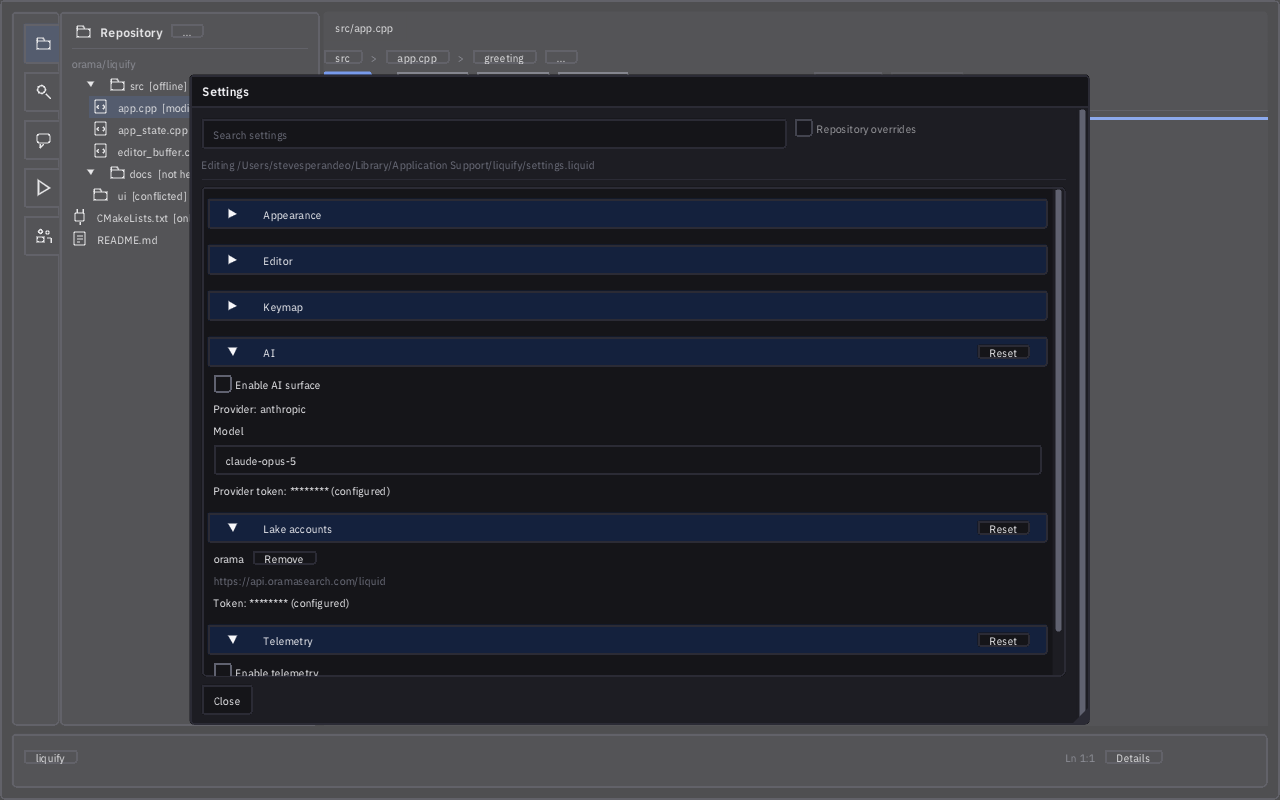 Repository ...
src/app.cpp
src > app.cpp > greeting ...
orama/liquify
src [offline]
app.cpp [modi
app_state.cpp
editor_buffer.c
docs [not he
ui [conflicted]
CMakeLists.txt [on
README.md
Settings
Search settings
Repository overrides
Editing /Users/stevesperandeo/Library/Application Support/liquify/settings.liquid
Appearance
Editor
Keymap
AI Reset
Enable AI surface
Provider: anthropic
Model
claude-opus-5
Provider token: ******** (configured)
Lake accounts Reset
orama Remove
https://api.oramasearch.com/liquid
Token: ******** (configured)
Telemetry Reset
Enable telemetry
Close
liquify
Ln 1:1 Details